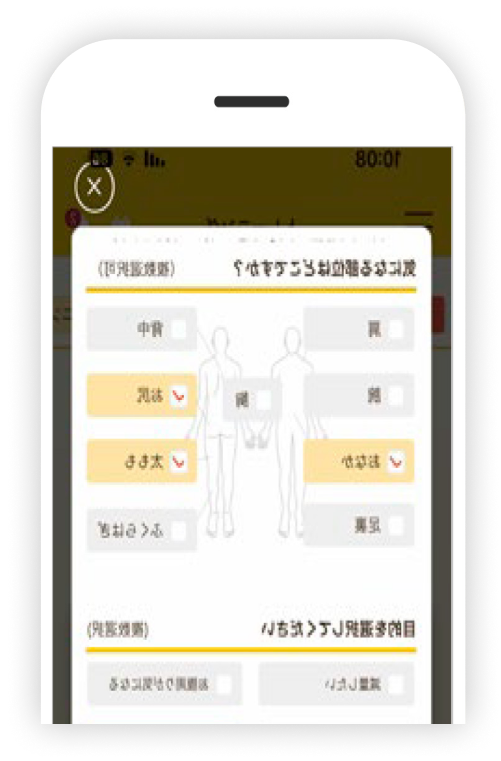 10:08
気になる部位はどこですか? (複数選択可)
肩 背中
腕 胸 お尻
おなか 太もも
足裏 ふくらはぎ
目的を選択してください (複数選択)
減量したい お腹周りが気になる